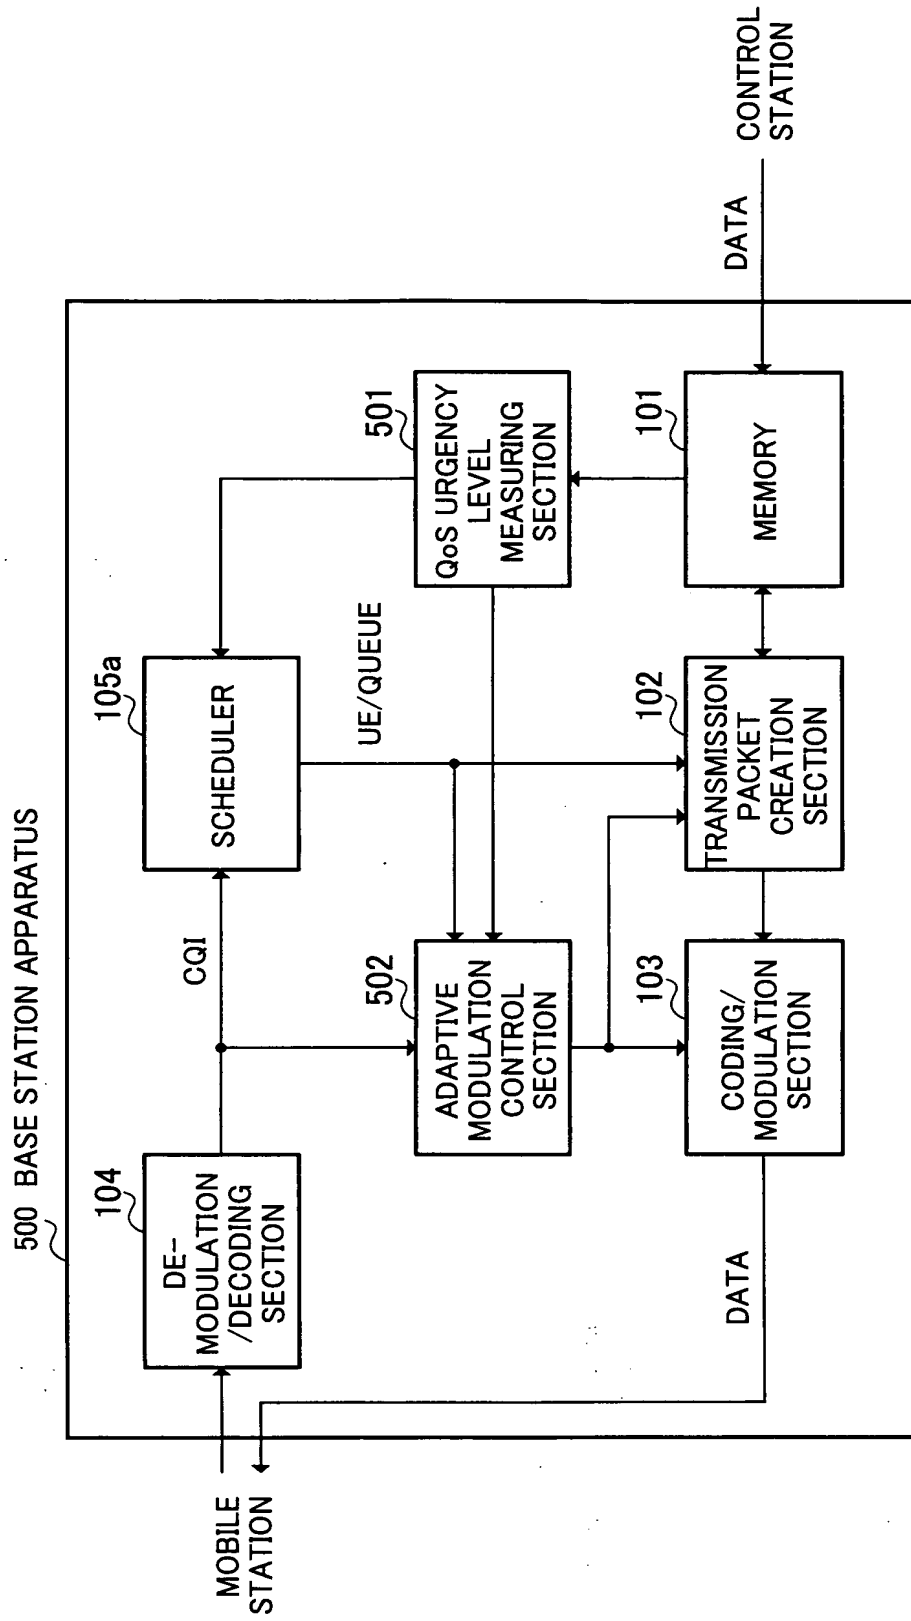 500 BASE STATION APPARATUS
MOBILE
STATION
104
DE-
MODULATION
/DECODING
SECTION
CQI
105a
SCHEDULER
UE/QUEUE
502
ADAPTIVE
MODULATION
CONTROL
SECTION
501
QoS URGENCY
LEVEL
MEASURING
SECTION
DATA
103
CODING/
MODULATION
SECTION
102
TRANSMISSION
PACKET
CREATION
SECTION
101
MEMORY
DATA
CONTROL
STATION